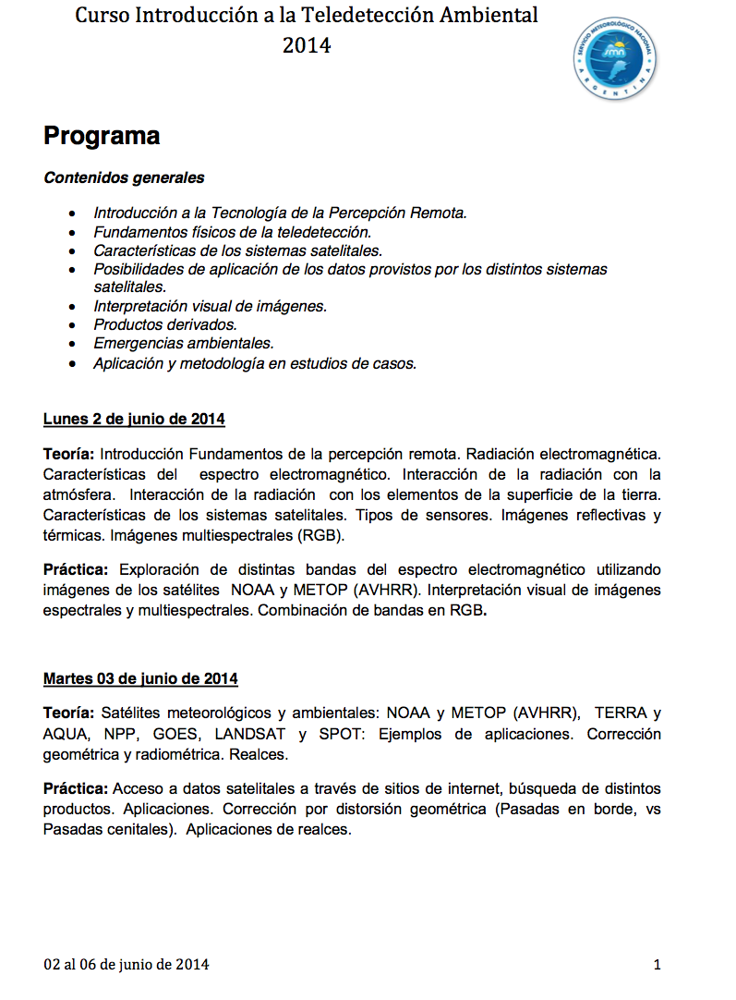 Curso Introducción a la Teledetección Ambiental
2014
SERVICIO METEOROLÓGICO NACIONAL
smn
ARGENTINA
Programa
Contenidos generales
• Introducción a la Tecnología de la Percepción Remota.
• Fundamentos físicos de la teledetección.
• Características de los sistemas satelitales.
• Posibilidades de aplicación de los datos provistos por los distintos sistemas
satelitales.
• Interpretación visual de imágenes.
• Productos derivados.
• Emergencias ambientales.
• Aplicación y metodología en estudios de casos.
Lunes 2 de junio de 2014
Teoría: Introducción Fundamentos de la percepción remota. Radiación electromagnética.
Características del espectro electromagnético. Interacción de la radiación con la
atmósfera. Interacción de la radiación con los elementos de la superficie de la tierra.
Características de los sistemas satelitales. Tipos de sensores. Imágenes reflectivas y
térmicas. Imágenes multiespectrales (RGB).
Práctica: Exploración de distintas bandas del espectro electromagnético utilizando
imágenes de los satélites NOAA y METOP (AVHRR). Interpretación visual de imágenes
espectrales y multiespectrales. Combinación de bandas en RGB.
Martes 03 de junio de 2014
Teoría: Satélites meteorológicos y ambientales: NOAA y METOP (AVHRR), TERRA y
AQUA, NPP, GOES, LANDSAT y SPOT: Ejemplos de aplicaciones. Corrección
geométrica y radiométrica. Realces.
Práctica: Acceso a datos satelitales a través de sitios de internet, búsqueda de distintos
productos. Aplicaciones. Corrección por distorsión geométrica (Pasadas en borde, vs
Pasadas cenitales). Aplicaciones de realces.
02 al 06 de junio de 2014 1